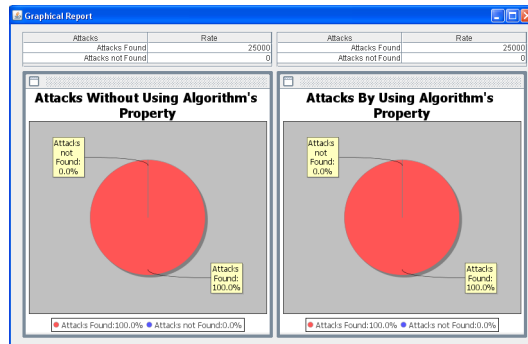 Graphical Report
Attacks Rate
Attacks Found 25000
Attacks not Found 0
Attacks Rate
Attacks Found 25000
Attacks not Found 0
Attacks Without Using Algorithm's
Property
Attacks
not
Found:
0.0%
Attacks
Found:
100.0%
Attacks Found:100.0% Attacks not Found:0.0%
Attacks By Using Algorithm's
Property
Attacks
not
Found:
0.0%
Attacks
Found:
100.0%
Attacks Found:100.0% Attacks not Found:0.0%